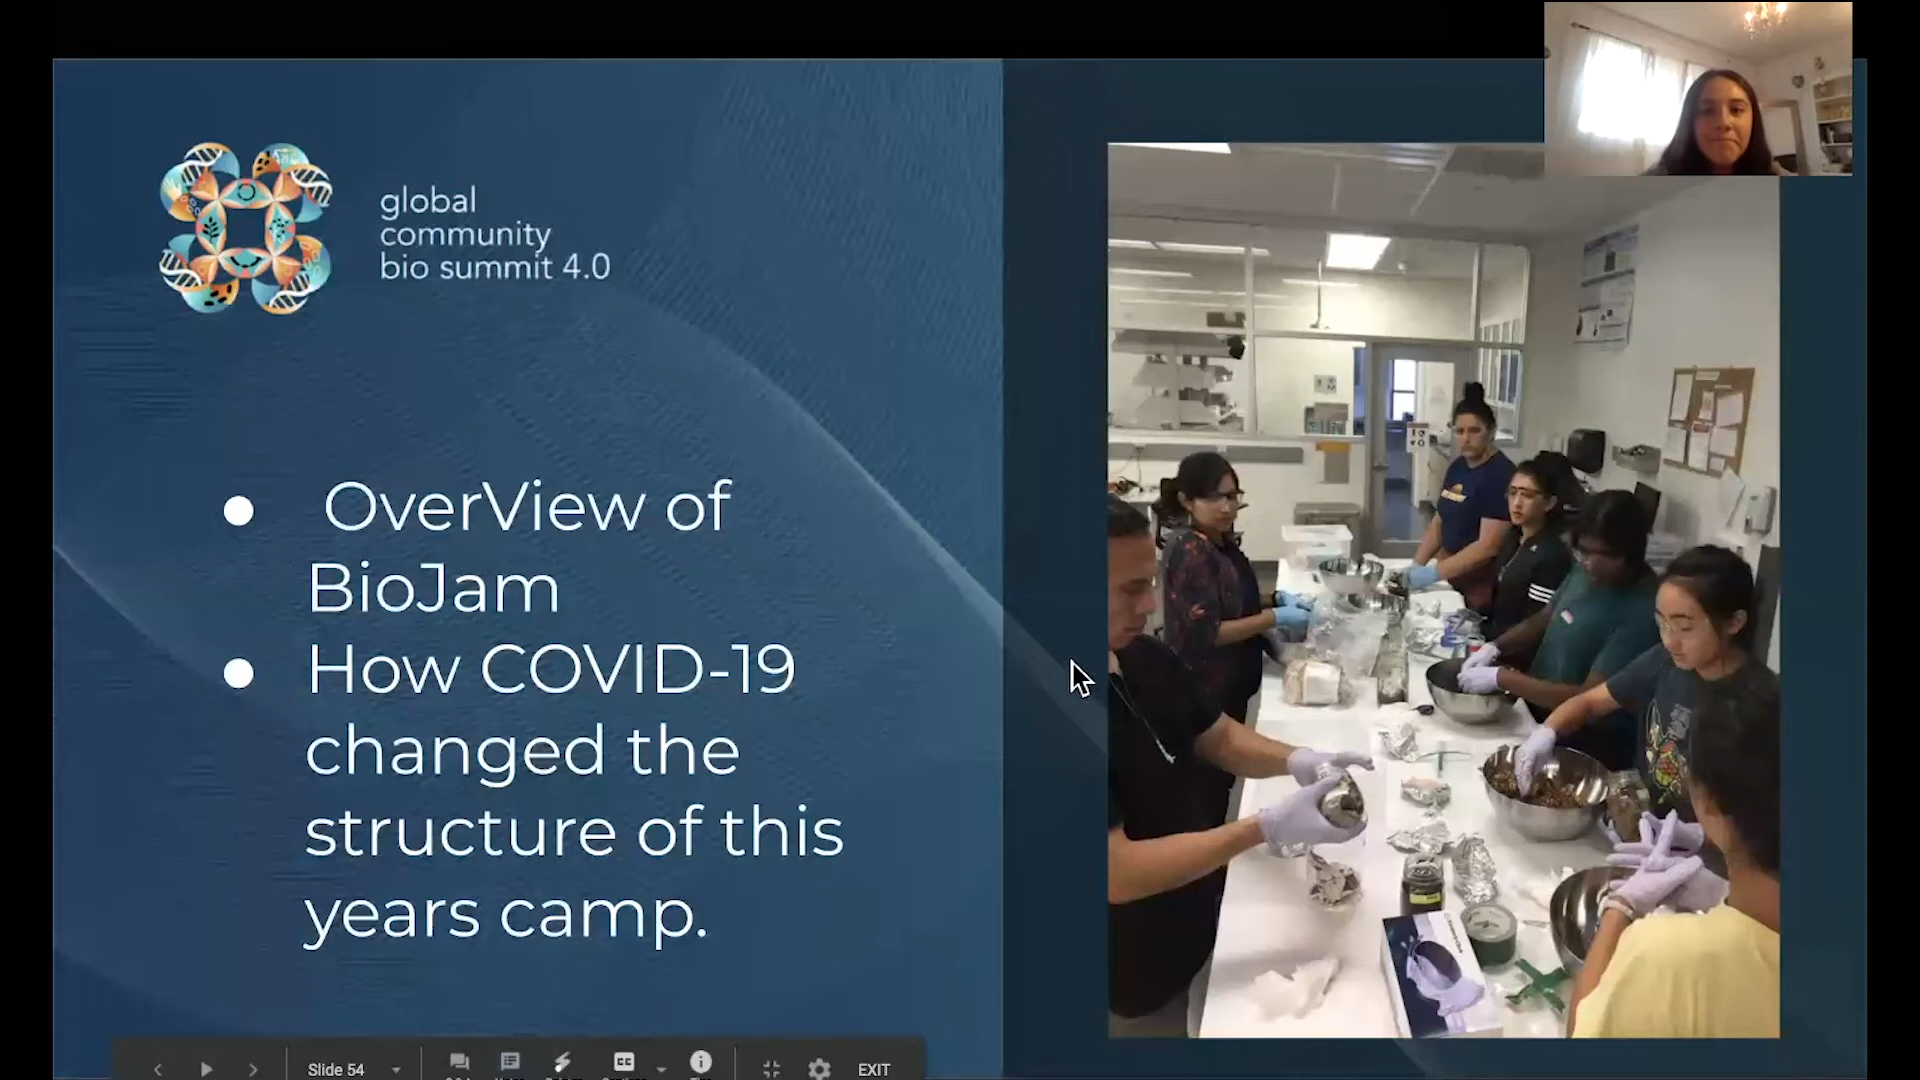 global
community
bio summit 4.0
● OverView of
BioJam
● How COVID-19
changed the
structure of this
years camp.
Slide 54
EXIT